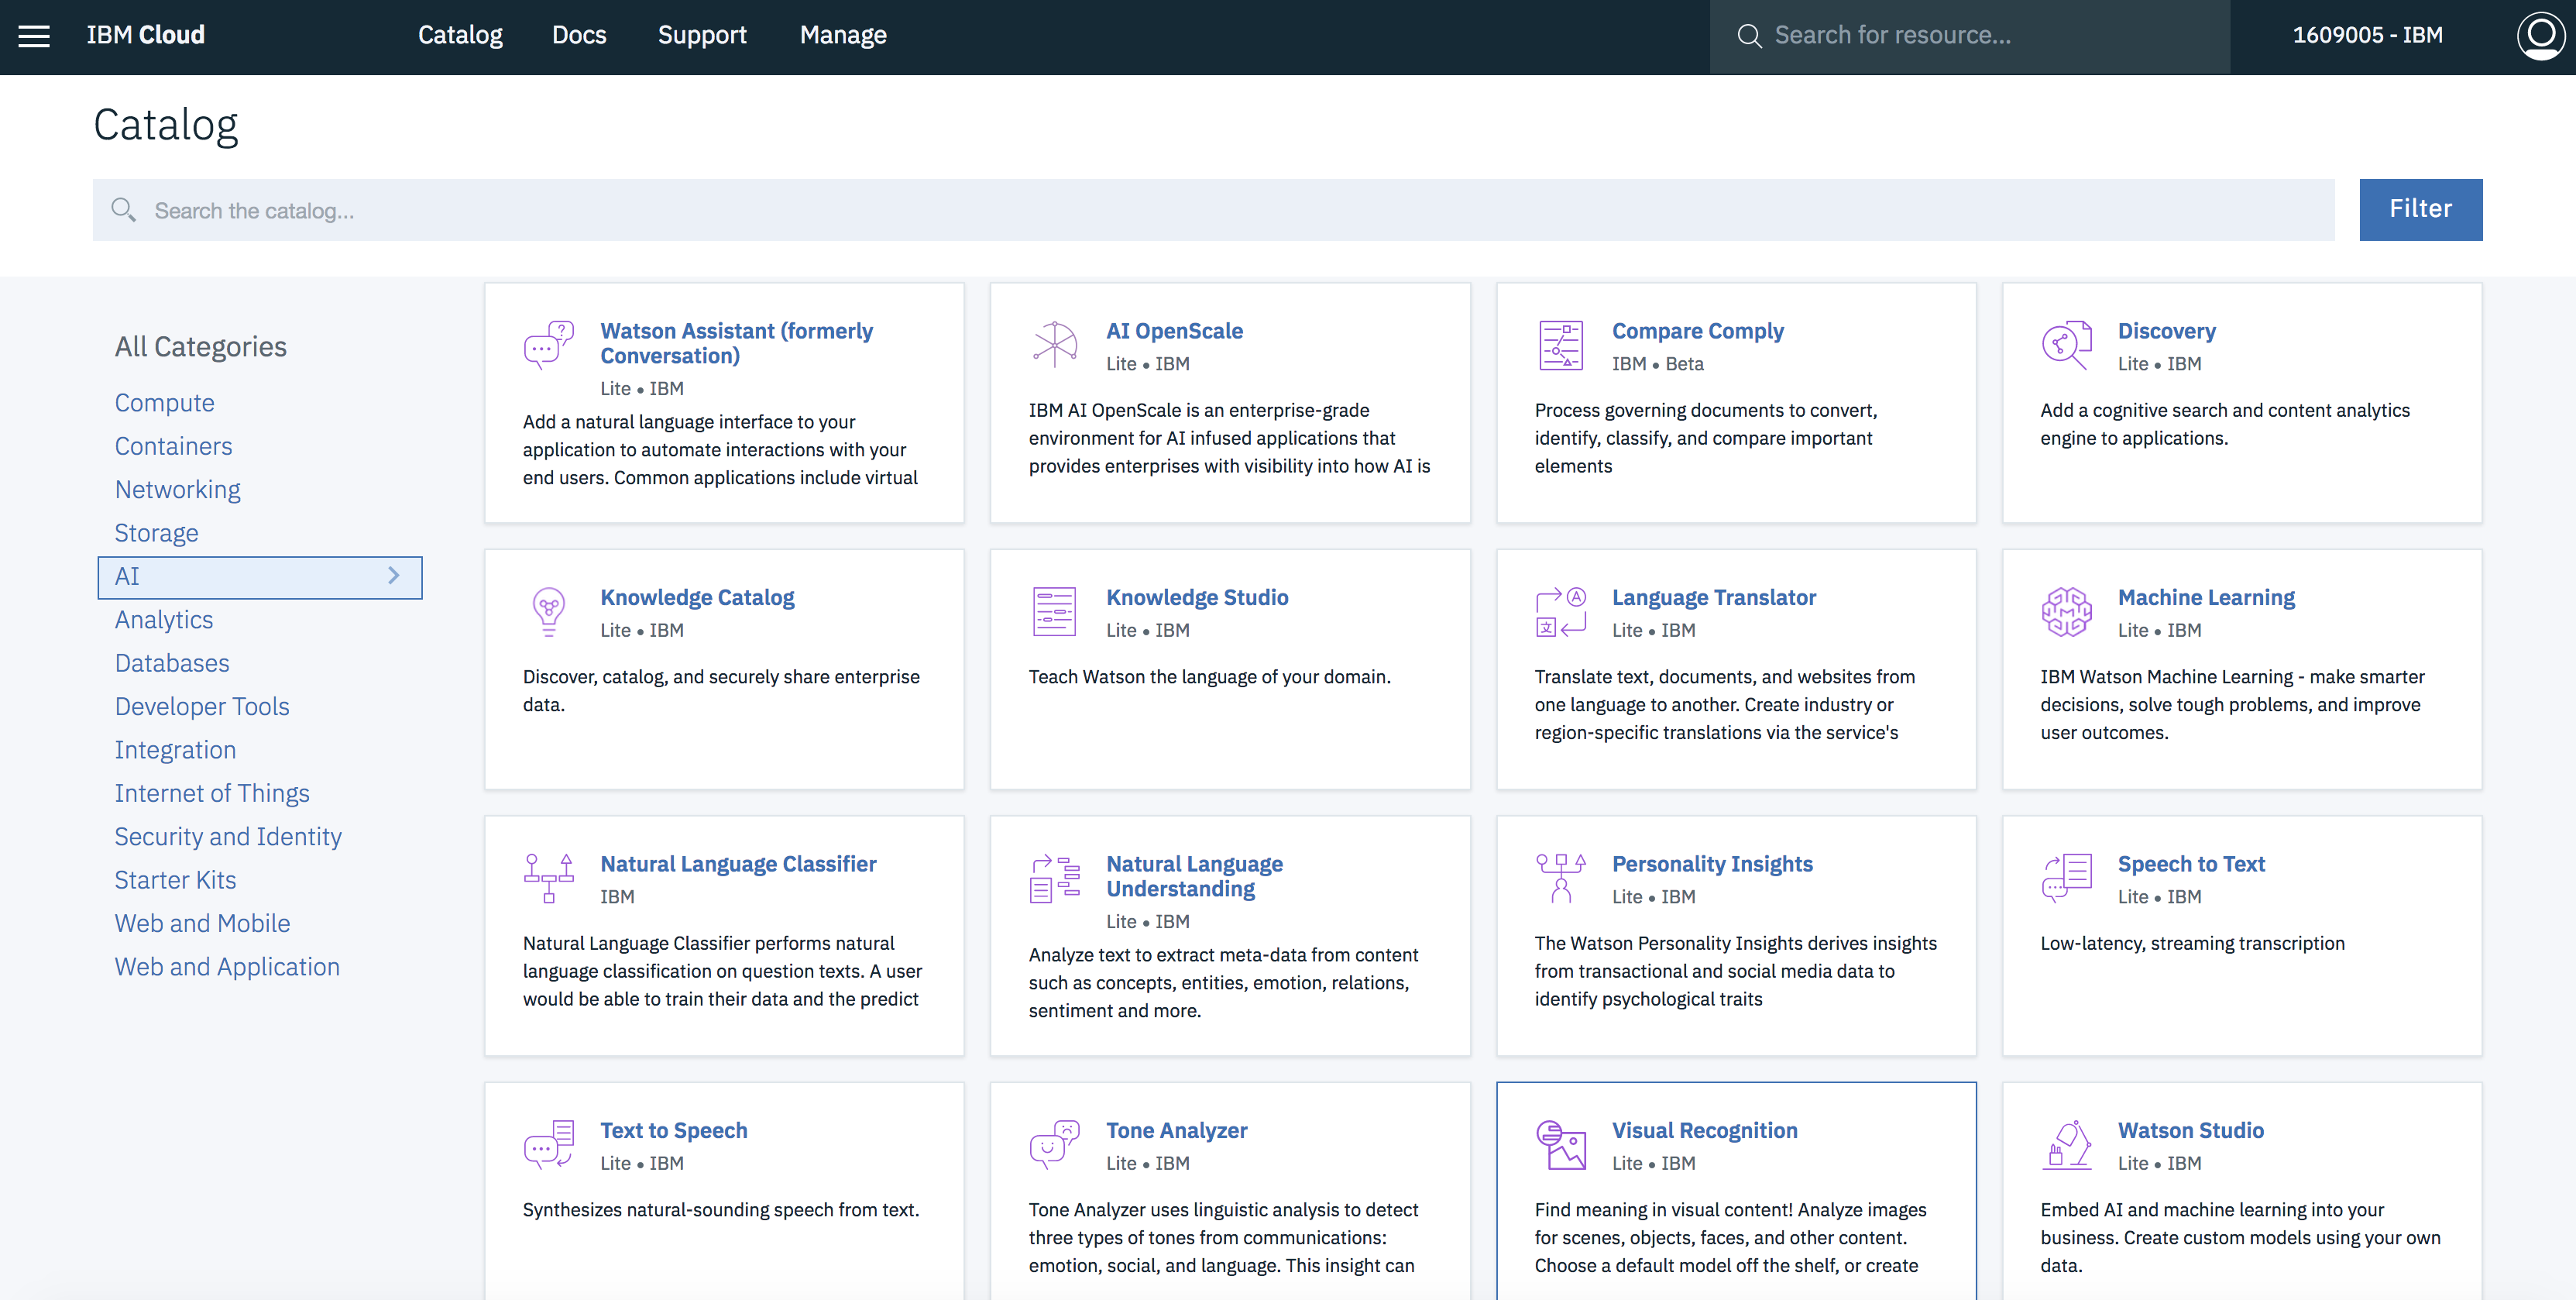 IBM Cloud
Catalog
Docs
Support
Manage
Search for resource...
1609005 - IBM
Catalog
Search the catalog...
Filter
All Categories
Compute
Containers
Networking
Storage
AI
Analytics
Databases
Developer Tools
Integration
Internet of Things
Security and Identity
Starter Kits
Web and Mobile
Web and Application
Watson Assistant (formerly
Conversation)
Lite • IBM
Add a natural language interface to your
application to automate interactions with your
end users. Common applications include virtual
AI OpenScale
Lite • IBM
IBM AI OpenScale is an enterprise-grade
environment for AI infused applications that
provides enterprises with visibility into how AI is
Compare Comply
IBM • Beta
Process governing documents to convert,
identify, classify, and compare important
elements
Discovery
Lite • IBM
Add a cognitive search and content analytics
engine to applications.
Knowledge Catalog
Lite • IBM
Discover, catalog, and securely share enterprise
data.
Knowledge Studio
Lite • IBM
Teach Watson the language of your domain.
Language Translator
Lite • IBM
Translate text, documents, and websites from
one language to another. Create industry or
region-specific translations via the service's
Machine Learning
Lite • IBM
IBM Watson Machine Learning - make smarter
decisions, solve tough problems, and improve
user outcomes.
Natural Language Classifier
IBM
Natural Language Classifier performs natural
language classification on question texts. A user
would be able to train their data and the predict
Natural Language
Understanding
Lite • IBM
Analyze text to extract meta-data from content
such as concepts, entities, emotion, relations,
sentiment and more.
Personality Insights
Lite • IBM
The Watson Personality Insights derives insights
from transactional and social media data to
identify psychological traits
Speech to Text
Lite • IBM
Low-latency, streaming transcription
Text to Speech
Lite • IBM
Synthesizes natural-sounding speech from text.
Tone Analyzer
Lite • IBM
Tone Analyzer uses linguistic analysis to detect
three types of tones from communications:
emotion, social, and language. This insight can
Visual Recognition
Lite • IBM
Find meaning in visual content! Analyze images
for scenes, objects, faces, and other content.
Choose a default model off the shelf, or create
Watson Studio
Lite • IBM
Embed AI and machine learning into your
business. Create custom models using your own
data.